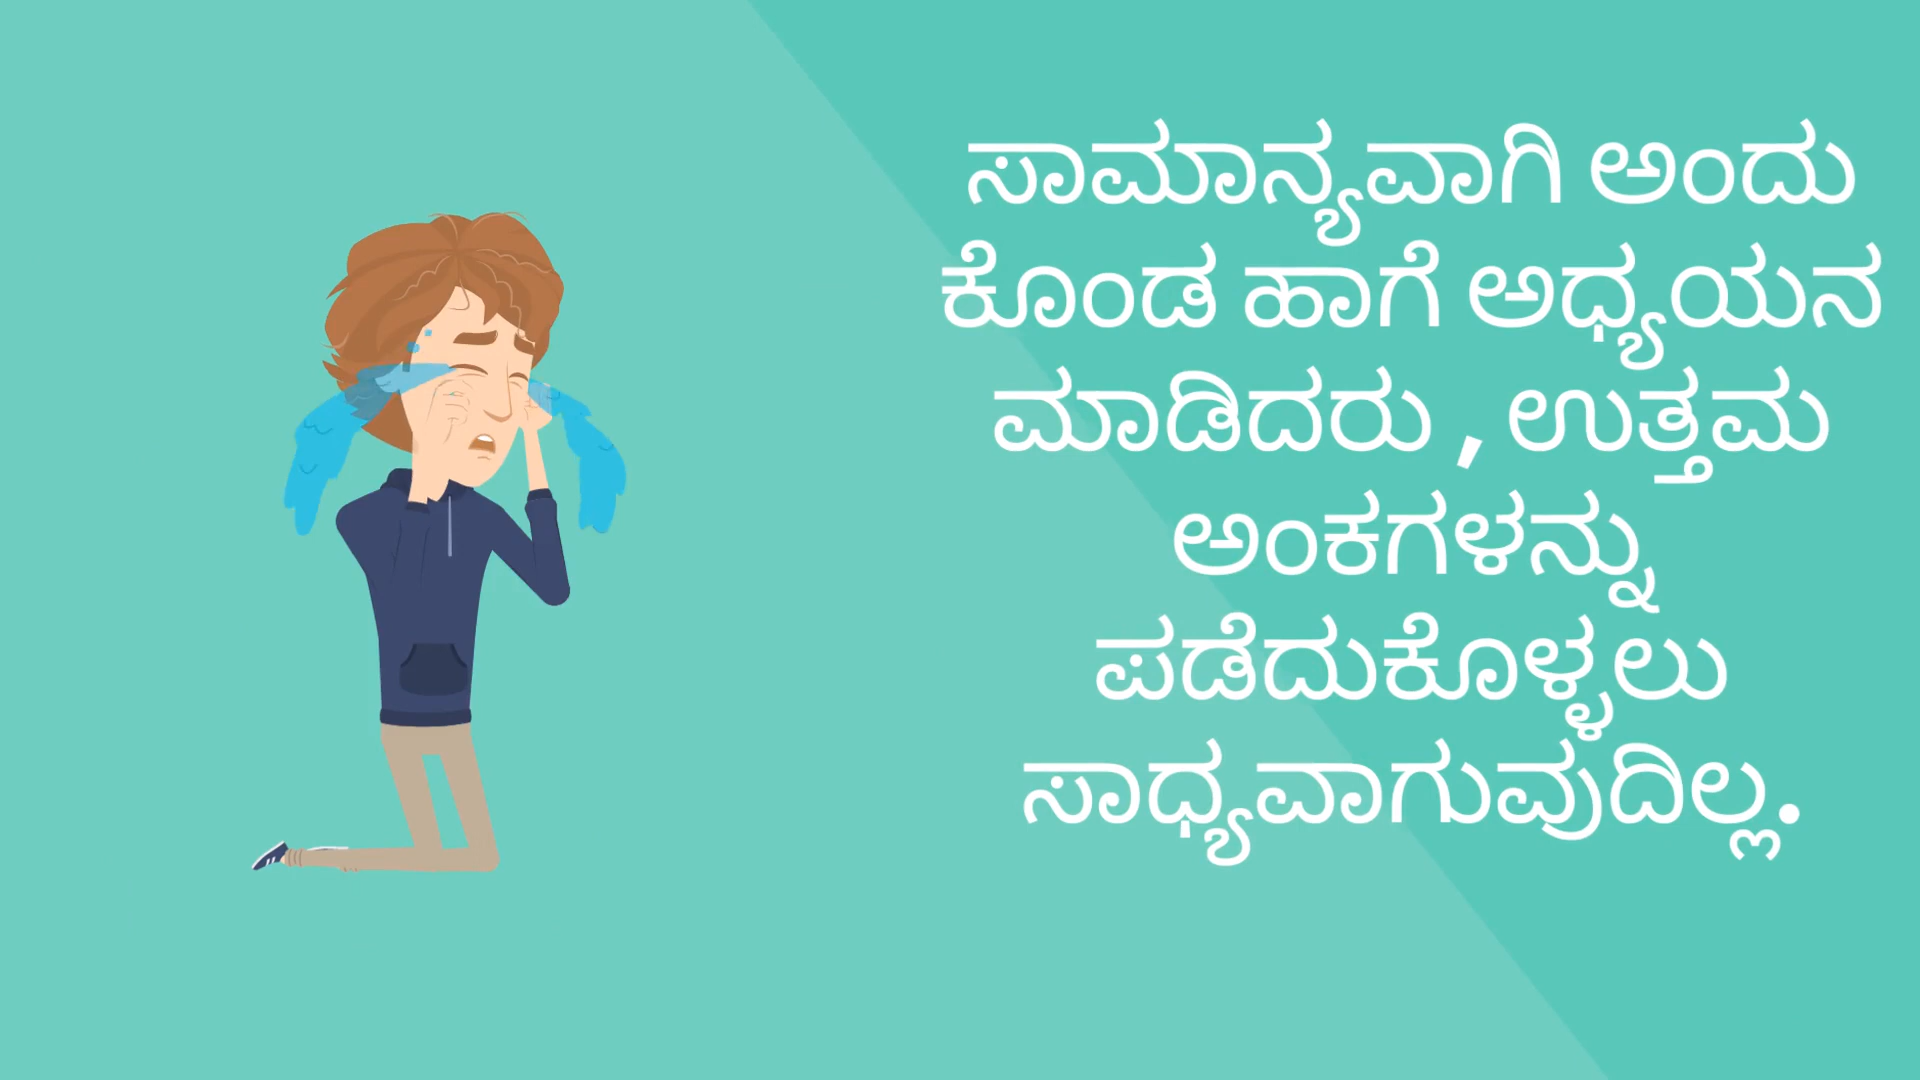 ಸಾಮಾನ್ಯವಾಗಿ ಅಂದು
ಕೊಂಡ ಹಾಗೆ ಅಧ್ಯಯನ
ಮಾಡಿದರು , ಉತ್ತಮ
ಅಂಕಗಳನ್ನು
ಪಡೆದುಕೊಳ್ಳಲು
ಸಾಧ್ಯವಾಗುವುದಿಲ್ಲ.